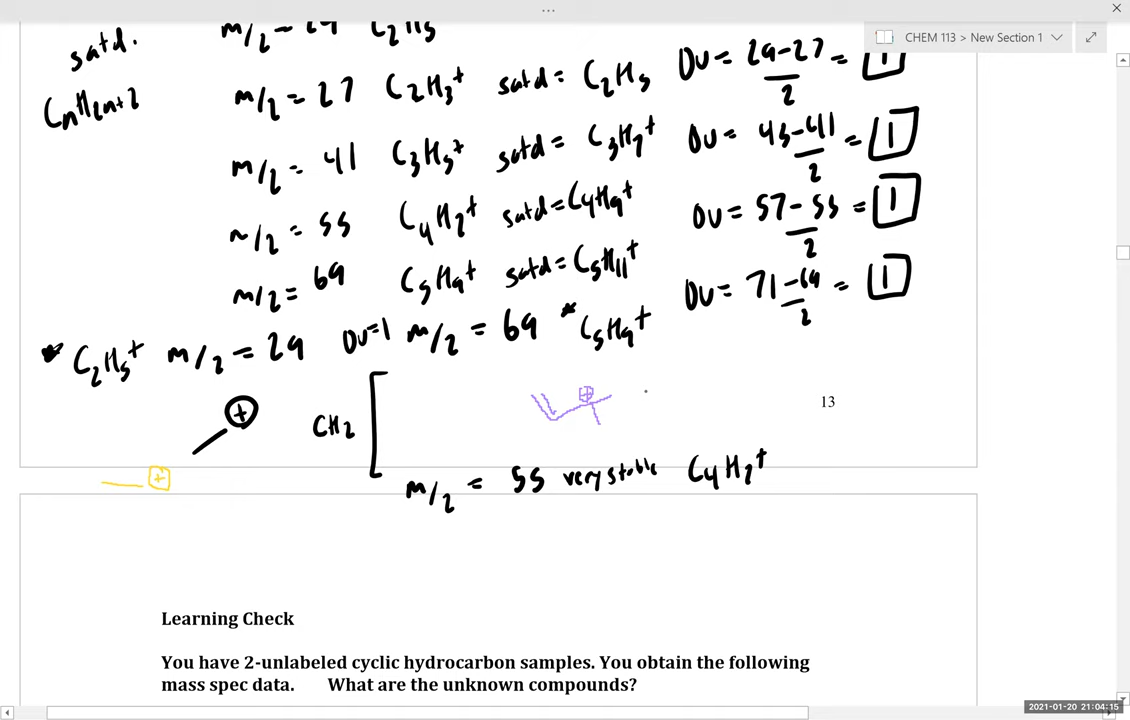 CHEM 113 > New Section 1
satd.
CnH2n+2
m/z = 29 C2H5
m/z = 27 C2H3+ satd = C2H5 DU = 29-27/2 = 1
m/z = 41 C3H5+ satd = C3H7+ DU = 43-41/2 = 1
m/z = 55 C4H7+ satd = C4H9+ DU = 57-55/2 = 1
m/z = 69 C5H9+ satd = C5H11+ DU = 71-69/2 = 1
* C2H5+ m/z = 29 DU=1 m/z = 69 * C5H9+
+
CH2
+
+
13
m/z = 55 very stable C4H7+
Learning Check
You have 2-unlabeled cyclic hydrocarbon samples. You obtain the following
mass spec data. What are the unknown compounds?
2021-01-20 21:04:15